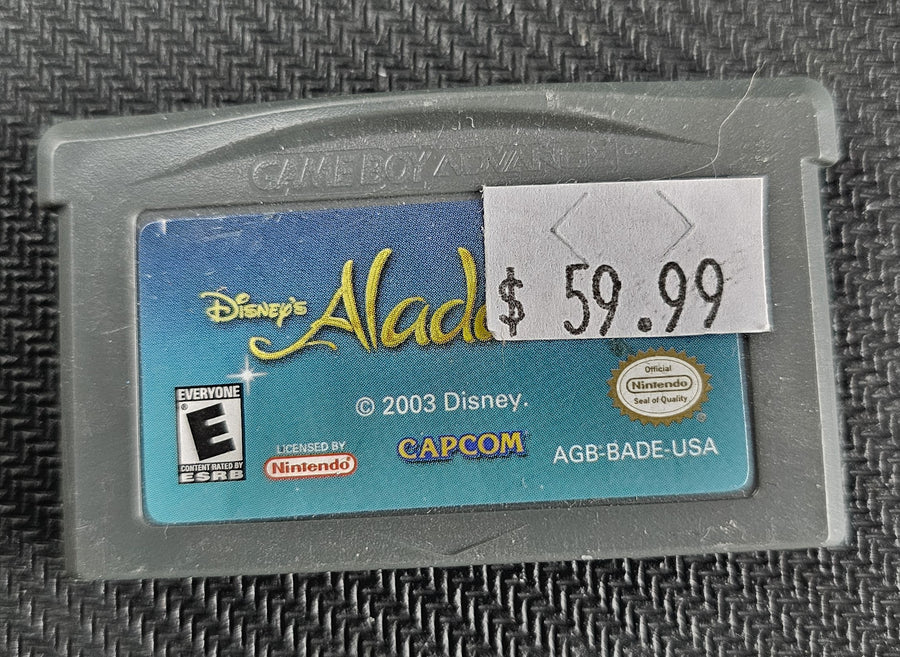 GAME BOY ADVANCE
$ 59.99
Disney's Aladd
© 2003 Disney.
EVERYONE
E
CONTENT RATED BY
ESRB
LICENSED BY
Nintendo
CAPCOM
Official
Nintendo
Seal of Quality
AGB-BADE-USA